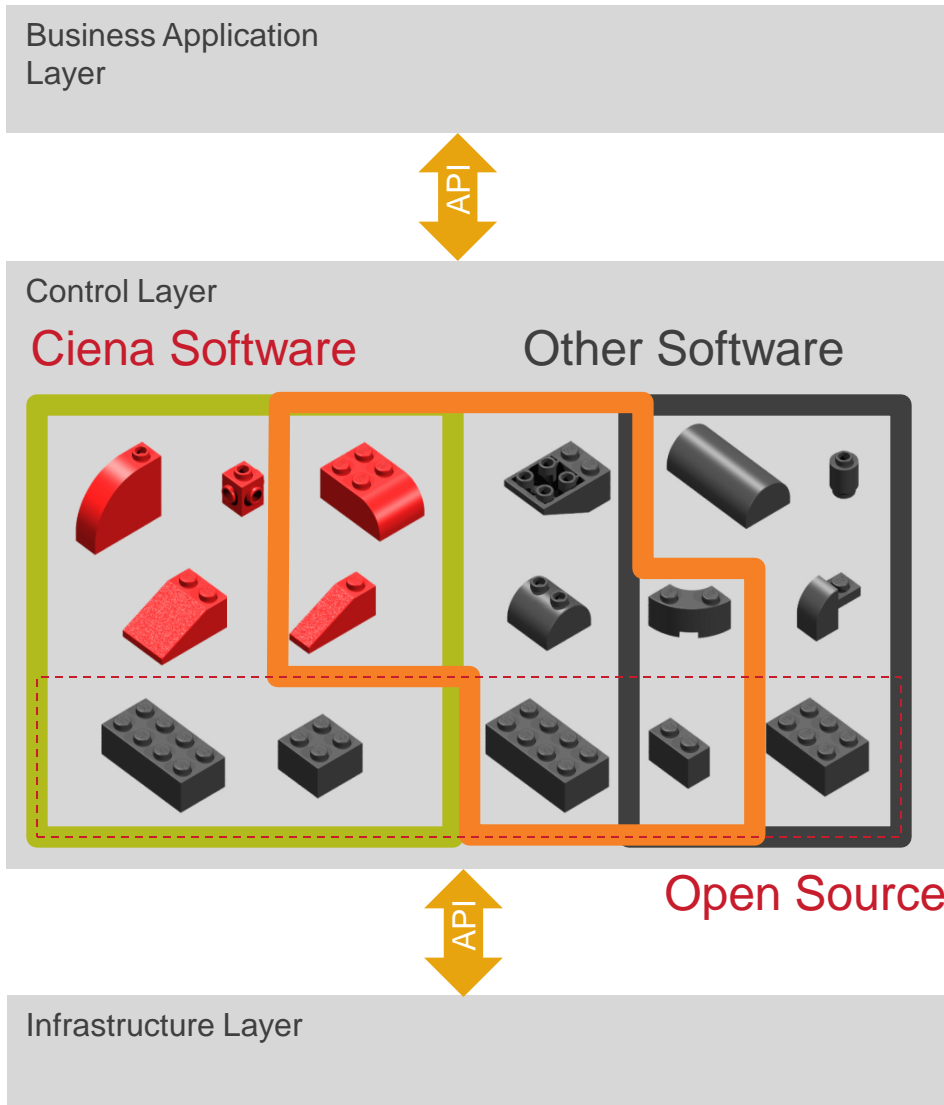 Business Application
Layer
API
Control Layer
Ciena Software
Other Software
Open Source
API
Infrastructure Layer